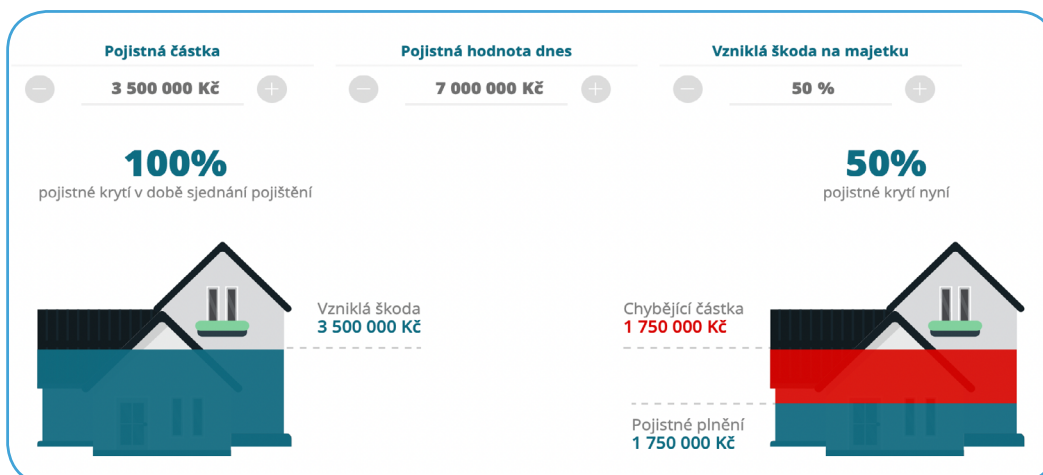 Pojistná částka
Pojistná hodnota dnes
Vzniklá škoda na majetku
3 500 000 Kč
7 000 000 Kč
50 %
100%
pojistné krytí v době sjednání pojištění
50%
pojistné krytí nyní
Vzniklá škoda
3 500 000 Kč
Chybějící částka
1 750 000 Kč
Pojistné plnění
1 750 000 Kč